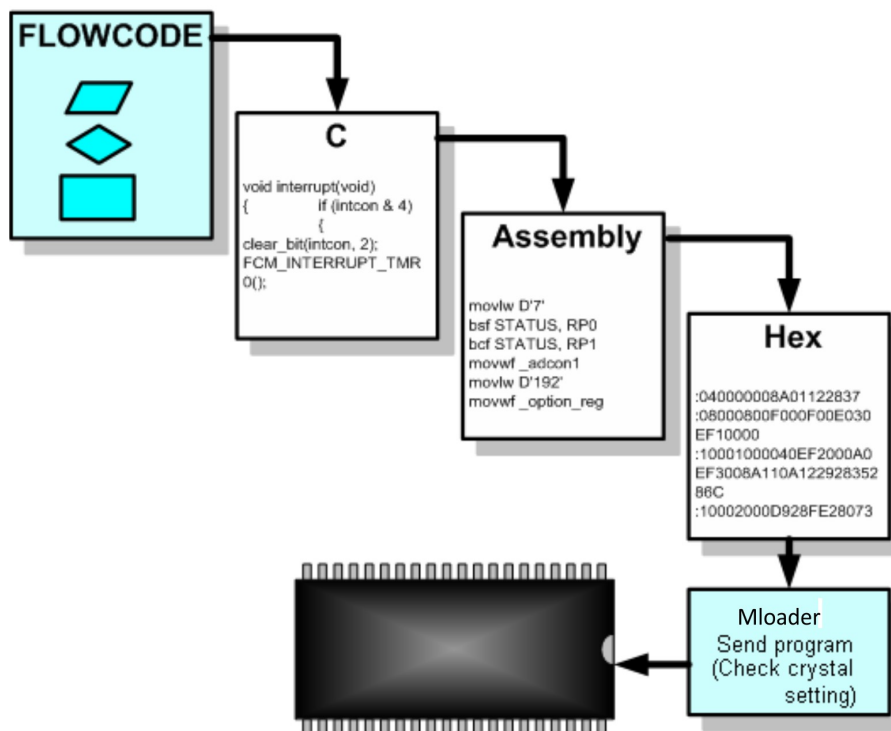 FLOWCODE
C
void interrupt(void)
{ if (intcon & 4)
{
clear_bit(intcon, 2);
FCM_INTERRUPT_TMR
0();
Assembly
movlw D'7'
bsf STATUS, RP0
bcf STATUS, RP1
movwf _adcon1
movlw D'192'
movwf _option_reg
Hex
:040000008A01122837
:08000800F000F00E030
EF10000
:10001000040EF2000A0
EF3008A110A122928352
86C
:10002000D928FE28073
Mloader
Send program
(Check crystal
setting)